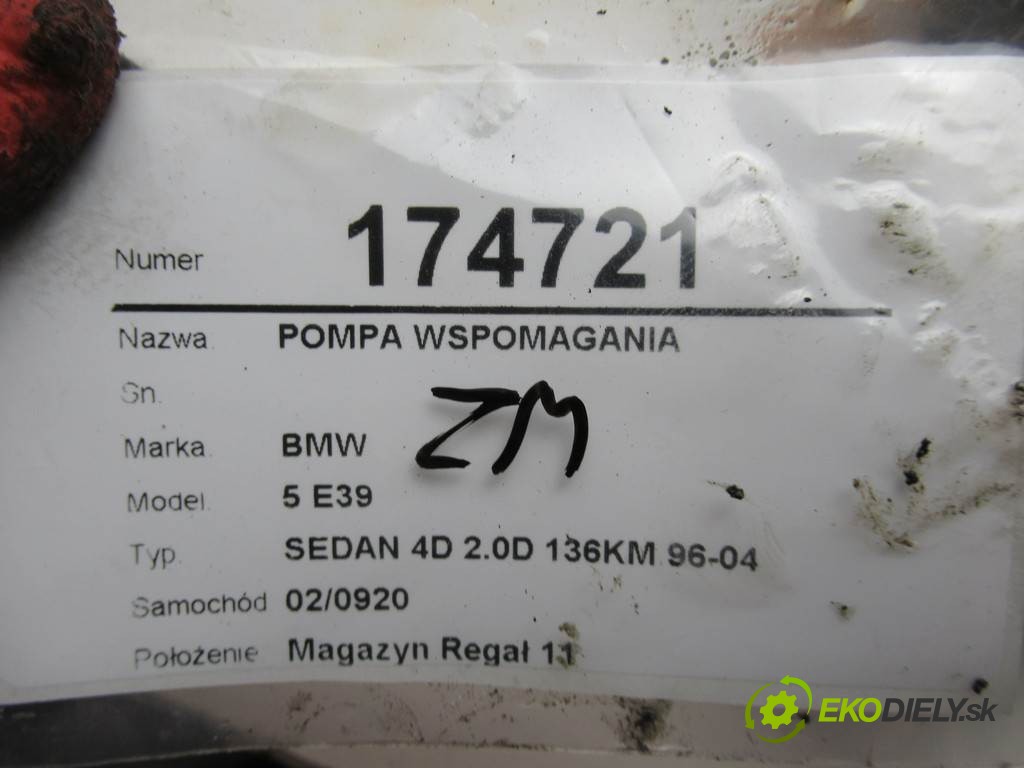 Numer 174721
Nazwa POMPA WSPOMAGANIA
Sn.
ZM
Marka BMW
Model 5 E39
Typ. SEDAN 4D 2.0D 136KM 96-04
Samochód 02/0920
Położenie Magazyn Regał 11
EKODIELY.sk